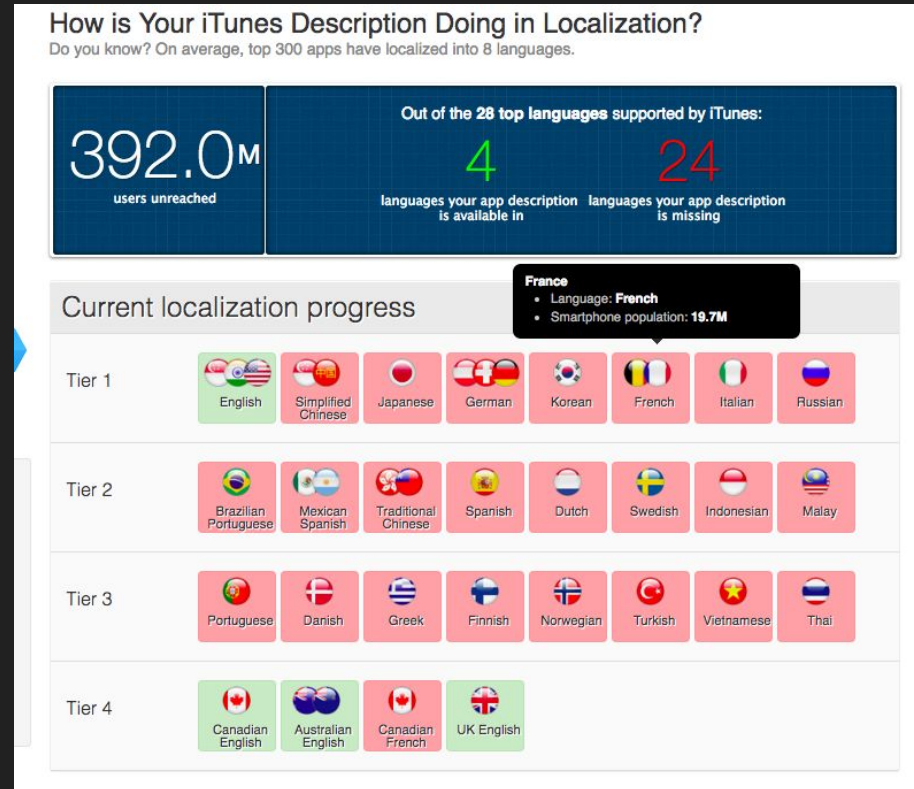 How is Your iTunes Description Doing in Localization?
Do you know? On average, top 300 apps have localized into 8 languages.
392.0M
users unreached
Out of the 28 top languages supported by iTunes:
4
languages your app description
is available in
24
languages your app description
is missing
France
• Language: French
• Smartphone population: 19.7M
Current localization progress
Tier 1
English
Simplified
Chinese
Japanese
German
Korean
French
Italian
Russian
Tier 2
Brazilian
Portuguese
Mexican
Spanish
Traditional
Chinese
Spanish
Dutch
Swedish
Indonesian
Malay
Tier 3
Portuguese
Danish
Greek
Finnish
Norwegian
Turkish
Vietnamese
Thai
Tier 4
Canadian
English
Australian
English
Canadian
French
UK English